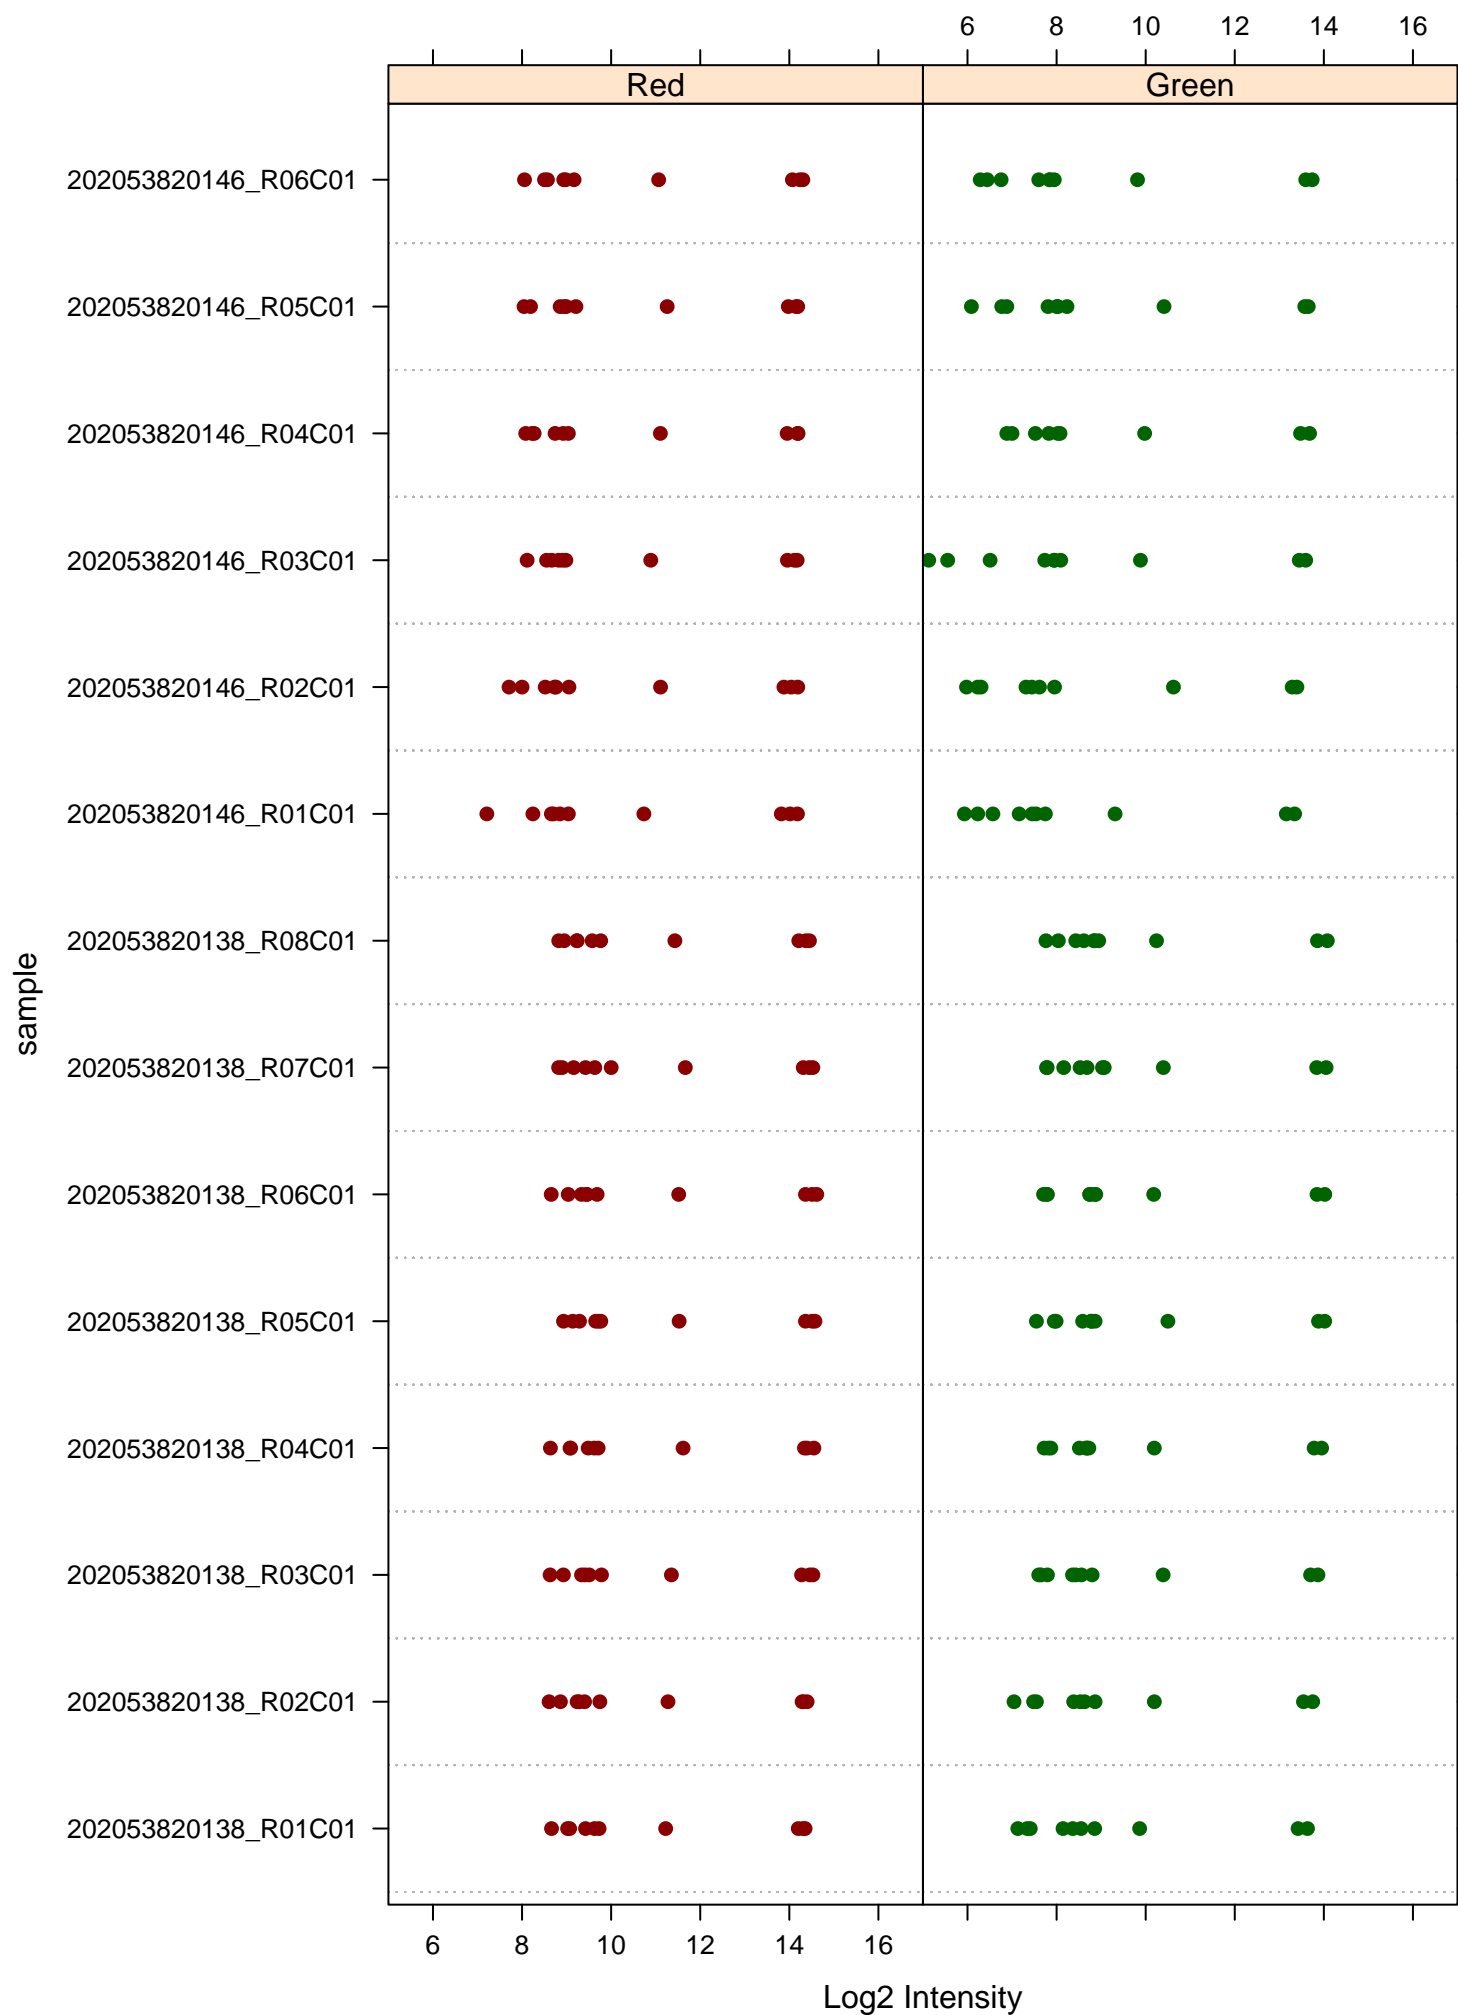 6 8 10 12 14 16
Red Green
202053820146_R06C01
202053820146_R05C01
202053820146_R04C01
202053820146_R03C01
202053820146_R02C01
202053820146_R01C01
202053820138_R08C01
202053820138_R07C01
202053820138_R06C01
202053820138_R05C01
202053820138_R04C01
202053820138_R03C01
202053820138_R02C01
202053820138_R01C01
sample
6 8 10 12 14 16
Log2 Intensity